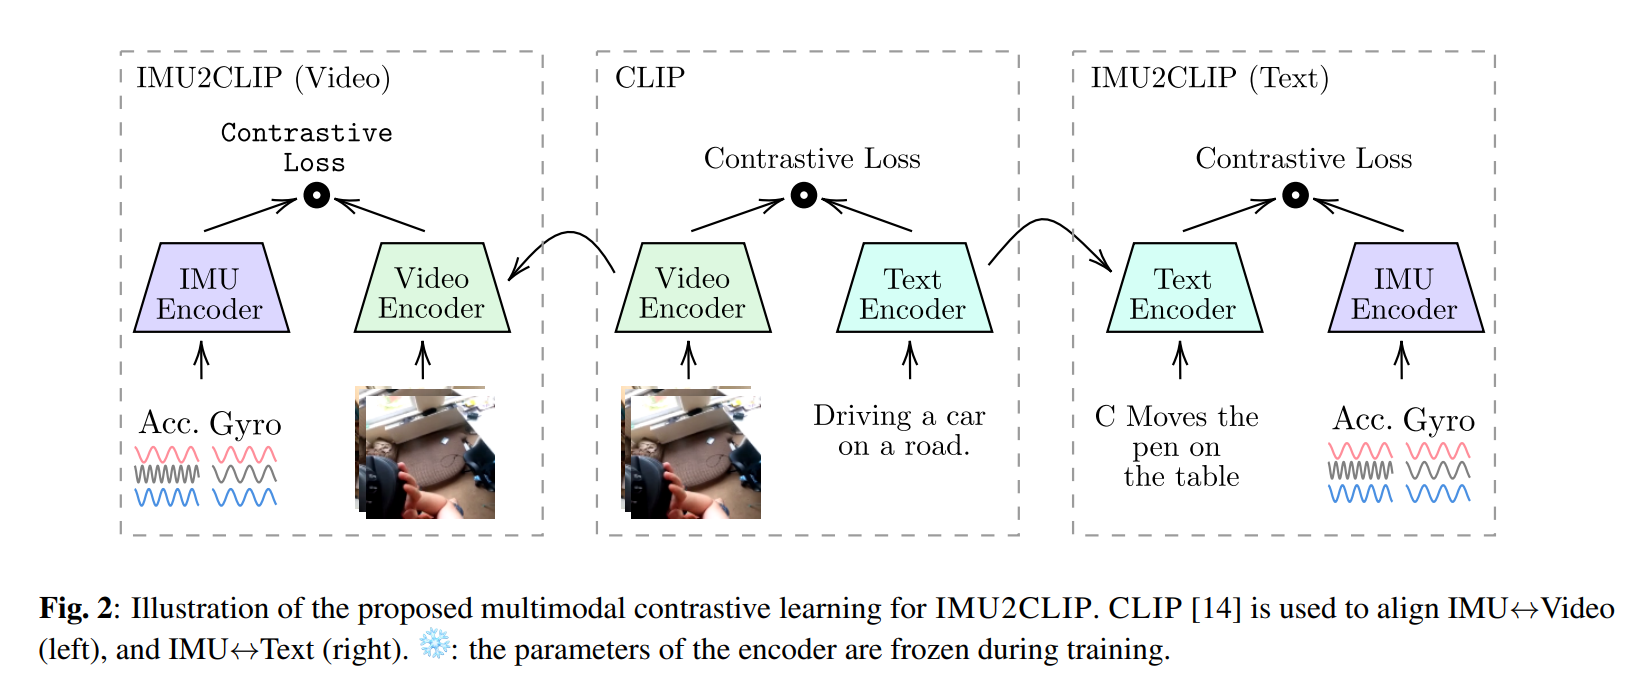 IMU2CLIP (Video)
Contrastive
Loss
IMU
Encoder
Video
Encoder
Acc. Gyro
CLIP
Contrastive Loss
Video
Encoder
Text
Encoder
Driving a car
on a road.
IMU2CLIP (Text)
Contrastive Loss
Text
Encoder
IMU
Encoder
C Moves the
pen on
the table
Acc. Gyro
Fig. 2: Illustration of the proposed multimodal contrastive learning for IMU2CLIP. CLIP [14] is used to align IMU↔Video
(left), and IMU↔Text (right). ❄: the parameters of the encoder are frozen during training.